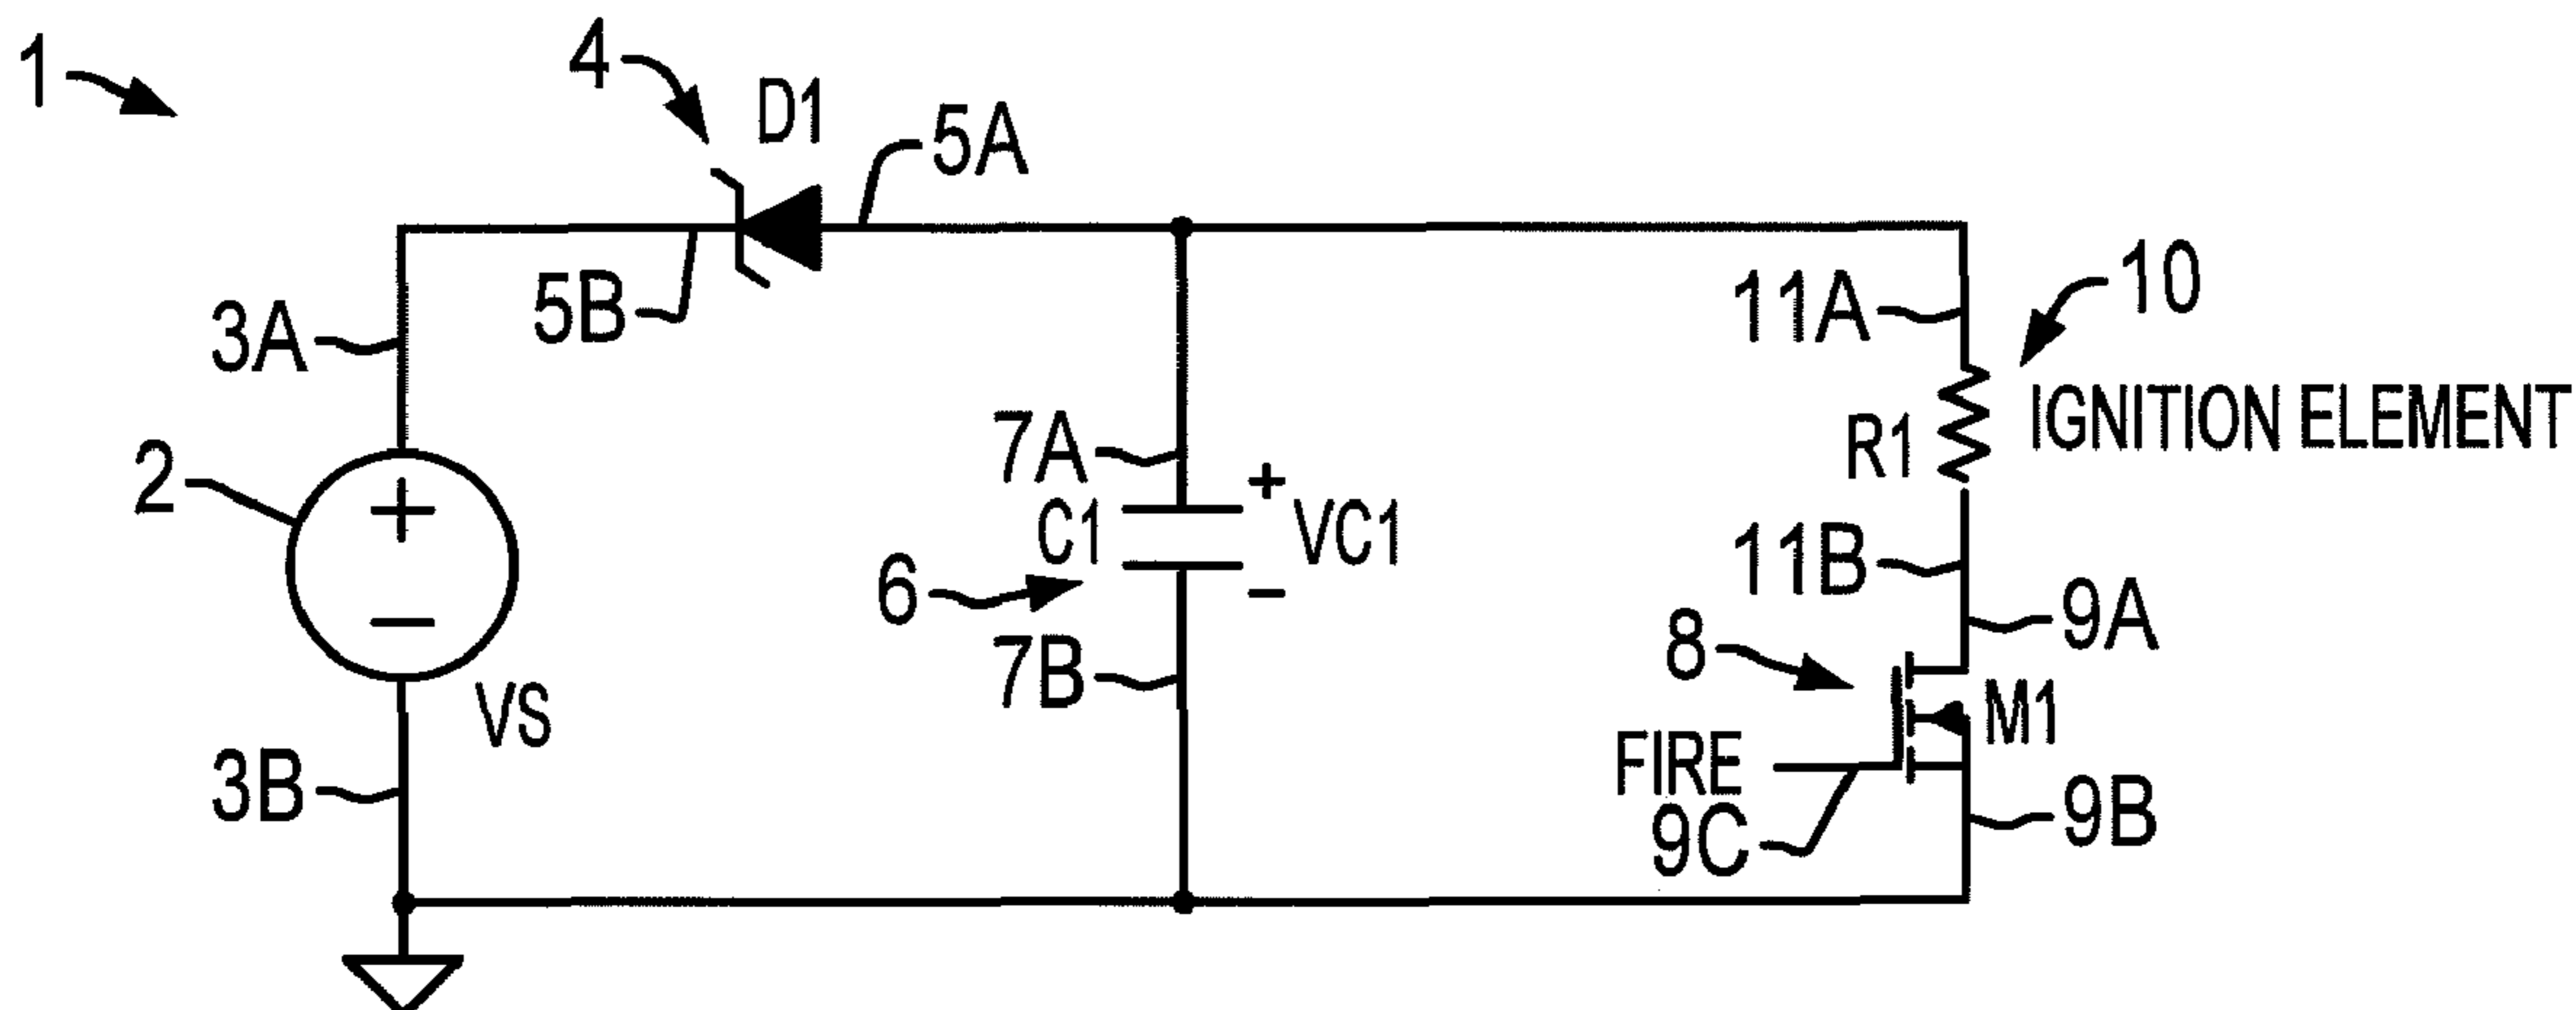 1
4
D1
5A
5B
3A
11A
10
IGNITION ELEMENT
R1
2
+
−
VS
7A
C1
+
VC1
−
6
7B
11B
9A
8
M1
FIRE
9C
9B
3B